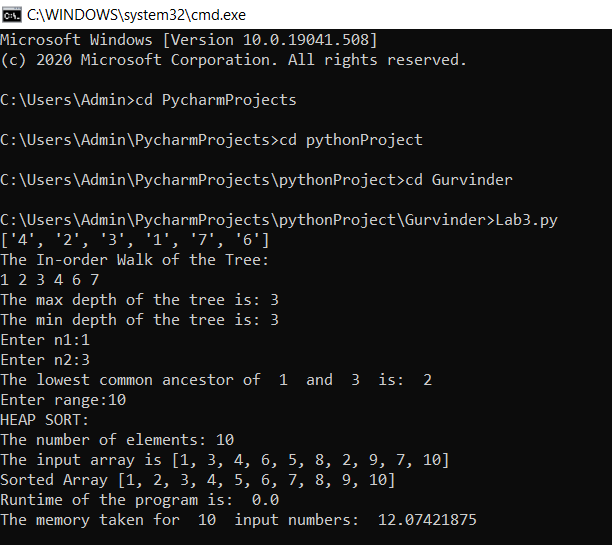 C:\WINDOWS\system32\cmd.exe
Microsoft Windows [Version 10.0.19041.508]
(c) 2020 Microsoft Corporation. All rights reserved.
C:\Users\Admin>cd PycharmProjects
C:\Users\Admin\PycharmProjects>cd pythonProject
C:\Users\Admin\PycharmProjects\pythonProject>cd Gurvinder
C:\Users\Admin\PycharmProjects\pythonProject\Gurvinder>Lab3.py
['4', '2', '3', '1', '7', '6']
The In-order Walk of the Tree:
1 2 3 4 6 7
The max depth of the tree is: 3
The min depth of the tree is: 3
Enter n1:1
Enter n2:3
The lowest common ancestor of  1  and  3  is:  2
Enter range:10
HEAP SORT:
The number of elements: 10
The input array is [1, 3, 4, 6, 5, 8, 2, 9, 7, 10]
Sorted Array [1, 2, 3, 4, 5, 6, 7, 8, 9, 10]
Runtime of the program is:  0.0
The memory taken for  10  input numbers:  12.07421875